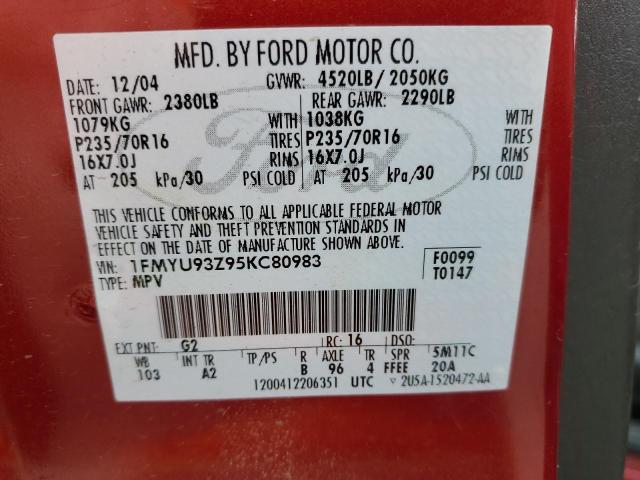 MFD. BY FORD MOTOR CO.
DATE: 12/04 GVWR: 4520LB/ 2050KG
FRONT GAWR: 2380LB REAR GAWR: 2290LB
1079KG WITH 1038KG WITH
P235/70R16 TIRES P235/70R16 TIRES
16X7.0J RIMS 16X7.0J RIMS
AT 205 kPa/30 PSI COLD AT 205 kPa/30 PSI COLD
Ford
THIS VEHICLE CONFORMS TO ALL APPLICABLE FEDERAL MOTOR
VEHICLE SAFETY AND THEFT PREVENTION STANDARDS IN
EFFECT ON THE DATE OF MANUFACTURE SHOWN ABOVE.
VIN: 1FMYU93Z95KC80983 F0099
TYPE: MPV T0147
EXT PNT: G2 RC: 16 DSO:
WB INT TR TP/PS R AXLE TR SPR 5M11C
103 A2 B 96 4 FFEE 20A
1200412206351 UTC 2U5A-1520472-AA